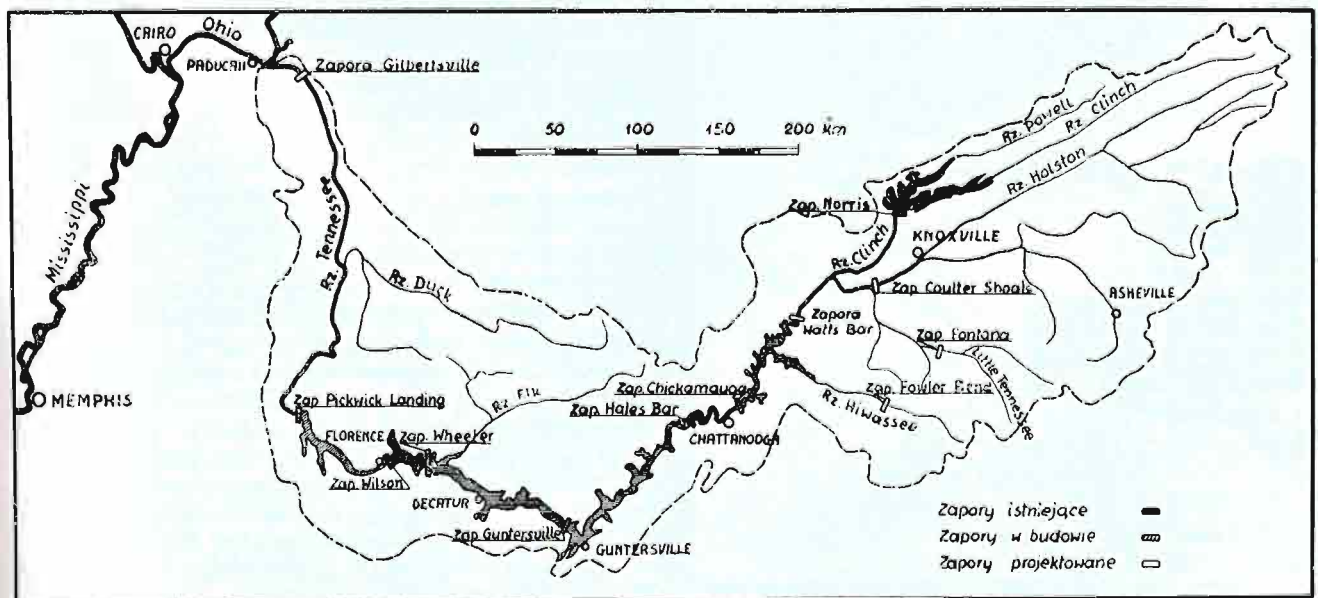 CAIRO
Ohio
PADUCAH
Zapora Gilbertsville
0 50 100 150 200 km
Mississippi
Rz. Tennessee
Rz. Duck
Rz. Powell
Rz. Clinch
Rz. Holston
Zap. Norris
Rz. Clinch
KNOXVILLE
Zap. Coulter Shoals
ASHEVILLE
Zapora
Watts Bar
Zap. Fontana
Little Tennessee
MEMPHIS
Zap. Pickwick Landing
Rz. Elk
Zap. Chickamauga
Zap. Fowler Bend
Zap. Hales Bar
Rz. Hiwassee
FLORENCE
Zap. Wheeler
CHATTANOOGA
Zap. Wilson
DECATUR
Zap. Guntersville
GUNTERSVILLE
Zapory istniejące
Zapory w budowie
Zapory projektowane